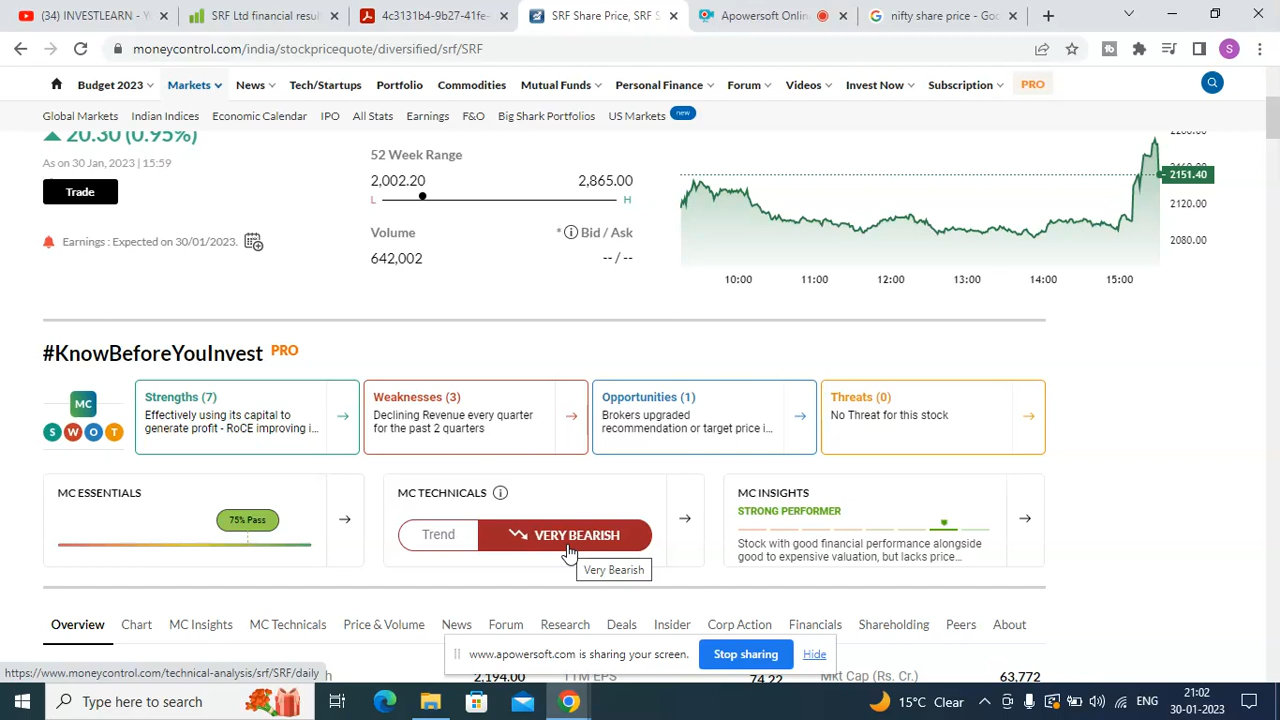 (34) INVESTLEARN - Y
SRF Ltd financial resul
4c3131b4-9b27-41fe-
SRF Share Price, SRF S
Apowersoft Onlin
nifty share price - Goo
moneycontrol.com/india/stockpricequote/diversified/srf/SRF
S
Budget 2023
Markets
News
Tech/Startups
Portfolio
Commodities
Mutual Funds
Personal Finance
Forum
Videos
Invest Now
Subscription
PRO
Global Markets
Indian Indices
Economic Calendar
IPO
All Stats
Earnings
F&O
Big Shark Portfolios
US Markets
new
20.30 (0.95%)
As on 30 Jan, 2023 | 15:59
Trade
Earnings : Expected on 30/01/2023.
52 Week Range
2,002.20
2,865.00
L
H
Volume
* Bid / Ask
642,002
-- / --
2151.40
2120.00
2080.00
10:00
11:00
12:00
13:00
14:00
15:00
#KnowBeforeYouInvest PRO
MC
S W O T
Strengths (7)
Effectively using its capital to
generate profit - RoCE improving i...
Weaknesses (3)
Declining Revenue every quarter
for the past 2 quarters
Opportunities (1)
Brokers upgraded
recommendation or target price i...
Threats (0)
No Threat for this stock
MC ESSENTIALS
75% Pass
MC TECHNICALS
Trend
VERY BEARISH
Very Bearish
MC INSIGHTS
STRONG PERFORMER
Stock with good financial performance alongside
good to expensive valuation, but lacks price...
Overview
Chart
MC Insights
MC Technicals
Price & Volume
News
Forum
Research
Deals
Insider
Corp Action
Financials
Shareholding
Peers
About
www.apowersoft.com is sharing your screen.
Stop sharing
Hide
https://www.moneycontrol.com/technical-analysis/srf/SRF/daily
2,194.00
TTM EPS
74.22
Mkt Cap (Rs. Cr.)
63,772
Type here to search
15°C Clear
ENG
21:02
30-01-2023